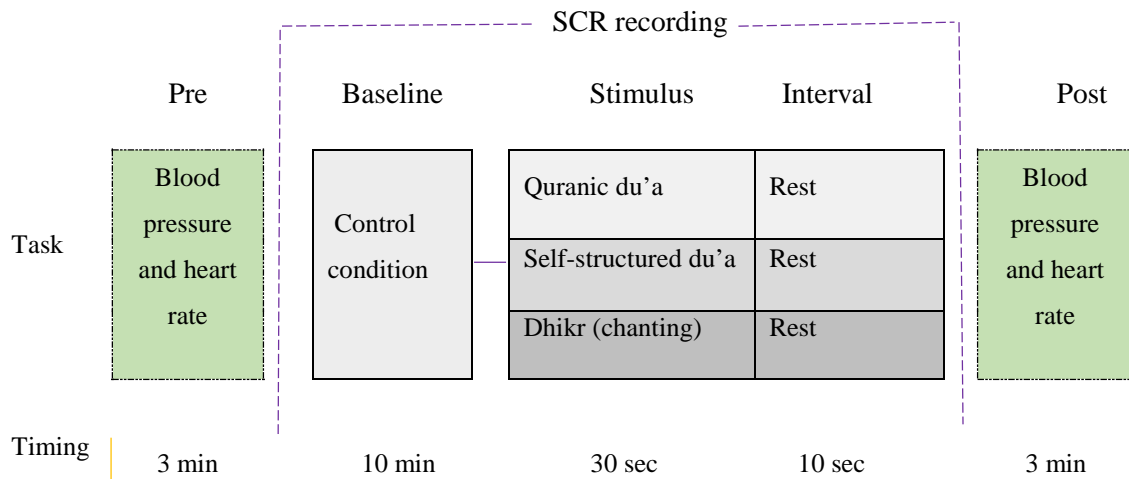 SCR recording
Pre Baseline Stimulus Interval Post
Task
Blood
pressure
and heart
rate
Control
condition
Quranic du’a Rest
Self-structured du’a Rest
Dhikr (chanting) Rest
Blood
pressure
and heart
rate
Timing 3 min 10 min 30 sec 10 sec 3 min